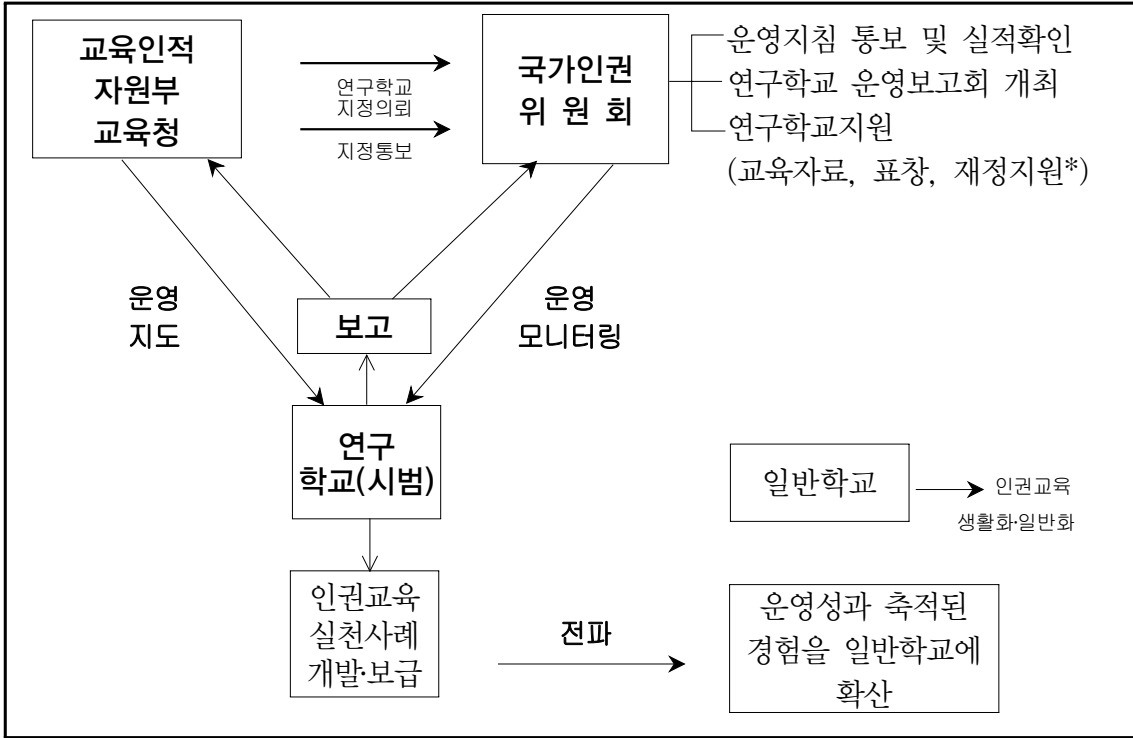 교육인적
자원부
교육청
연구학교
지정의뢰
지정통보
국가인권
위 원 회
운영지침 통보 및 실적확인
연구학교 운영보고회 개최
연구학교지원
(교육자료, 표창, 재정지원*)
운영
지도
보고
운영
모니터링
연구
학교(시범)
일반학교
인권교육
생활화·일반화
인권교육
실천사례
개발·보급
전파
운영성과 축적된
경험을 일반학교에
확산